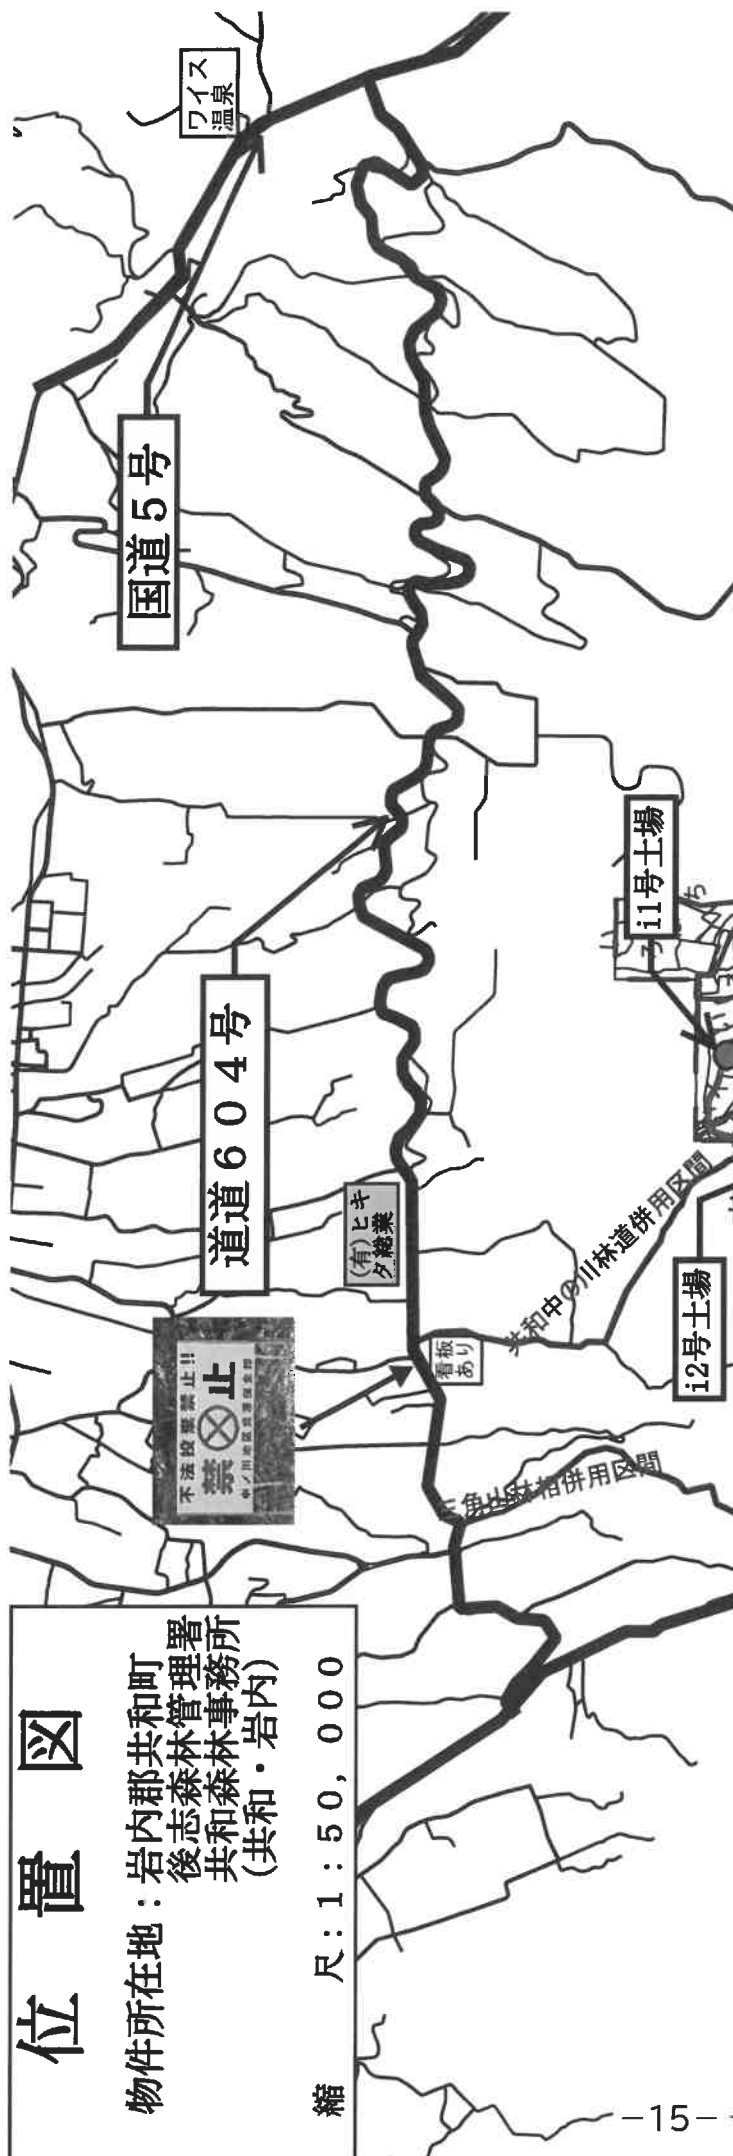 位置図
物件所在地：岩内郡共和町
後志森林管理署
共和森林事務所
(共和・岩内)
縮尺：1：50,000
国道5号
ワイス
温泉
道道604号
(有)ヒキ
タ総業
不法投棄禁止!!
禁止
看板
あり
共和中の川林道併用区間
三角山林相併用区間
i1号土場
i2号土場
-15-